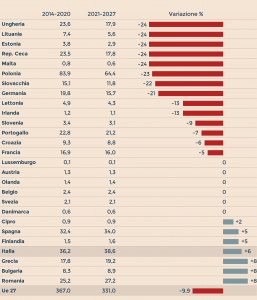 2014-2020 2021-2027 Variazione %
Ungheria 23,6 17,9 -24
Lituanie 7,4 5,6 -24
Estonia 3,8 2,9 -24
Rep. Ceca 23,5 17,8 -24
Malta 0,8 0,6 -24
Polonia 83,9 64,4 -23
Slovacchia 15,1 11,8 -22
Germania 19,8 15,7 -21
Lettonia 4,9 4,3 -13
Irlanda 1,2 1,1 -13
Slovenia 3,4 3,1 -9
Portogallo 22,8 21,2 -7
Croazia 9,3 8,8 -6
Francia 16,9 16,0 -5
Lussemburgo 0,1 0,1 0
Austria 1,3 1,3 0
Olanda 1,4 1,4 0
Belgio 2,4 2,4 0
Svezia 2,1 2,1 0
Danimarca 0,6 0,6 0
Cipro 0,9 0,9 +2
Spagna 32,4 34,0 +5
Finlandia 1,5 1,6 +5
Italia 36,2 38,6 +6
Grecia 17,8 19,2 +8
Bulgaria 8,3 8,9 +8
Romania 25,2 27,2 +8
Ue 27 367,0 331,0 -9,9